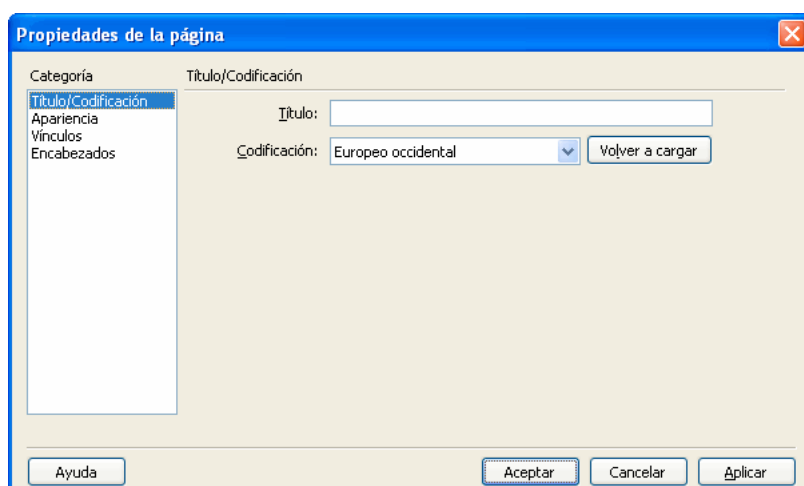 Propiedades de la página
Categoría
Título/Codificación
Apariencia
Vínculos
Encabezados
Título/Codificación
Título:
Codificación: Europeo occidental Volver a cargar
Ayuda Aceptar Cancelar Aplicar